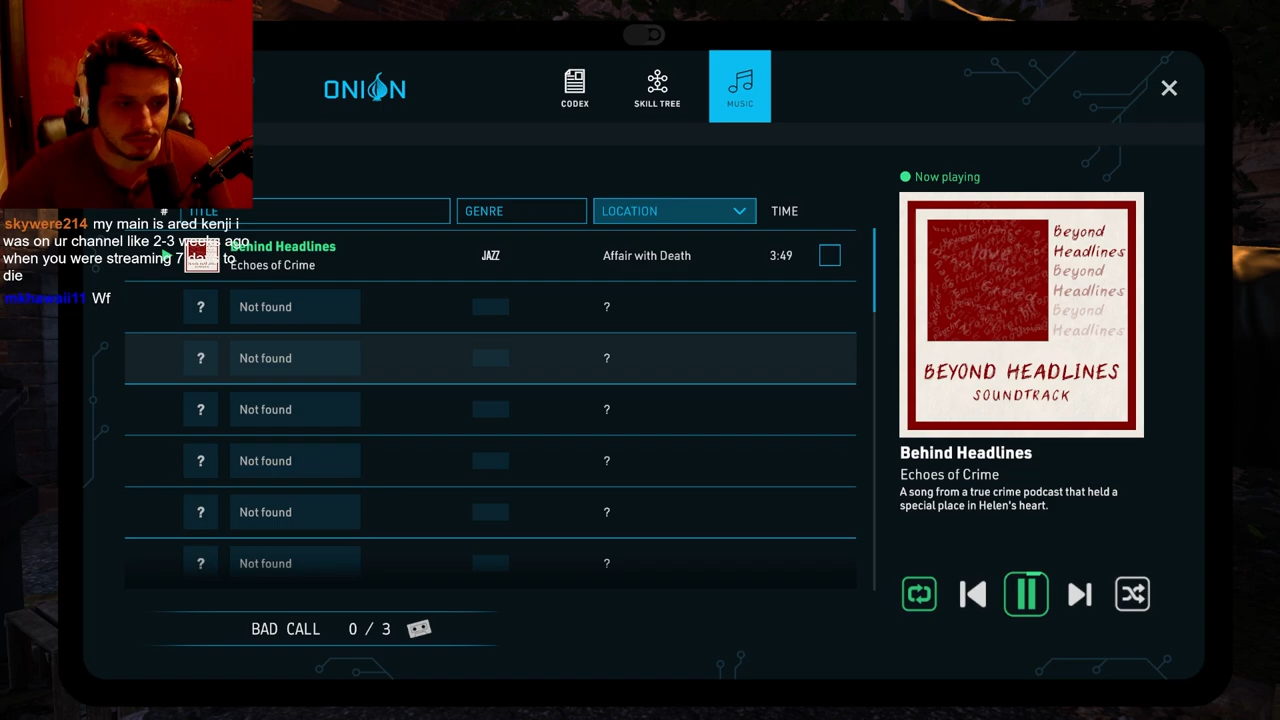 ONION
CODEX
SKILL TREE
MUSIC
Now playing
# TITLE GENRE LOCATION TIME
skywere214 my main is ared kenji i
was on ur channel like 2-3 weeks ago
when you were streaming 7 days to
die
mkhawaii11 Wf
Behind Headlines
Echoes of Crime
JAZZ
Affair with Death
3:49
? Not found ?
? Not found ?
? Not found ?
? Not found ?
? Not found ?
? Not found ?
Beyond
Headlines
Beyond
Headlines
Beyond
Headlines
BEYOND HEADLINES
SOUNDTRACK
Behind Headlines
Echoes of Crime
A song from a true crime podcast that held a
special place in Helen's heart.
BAD CALL 0 / 3